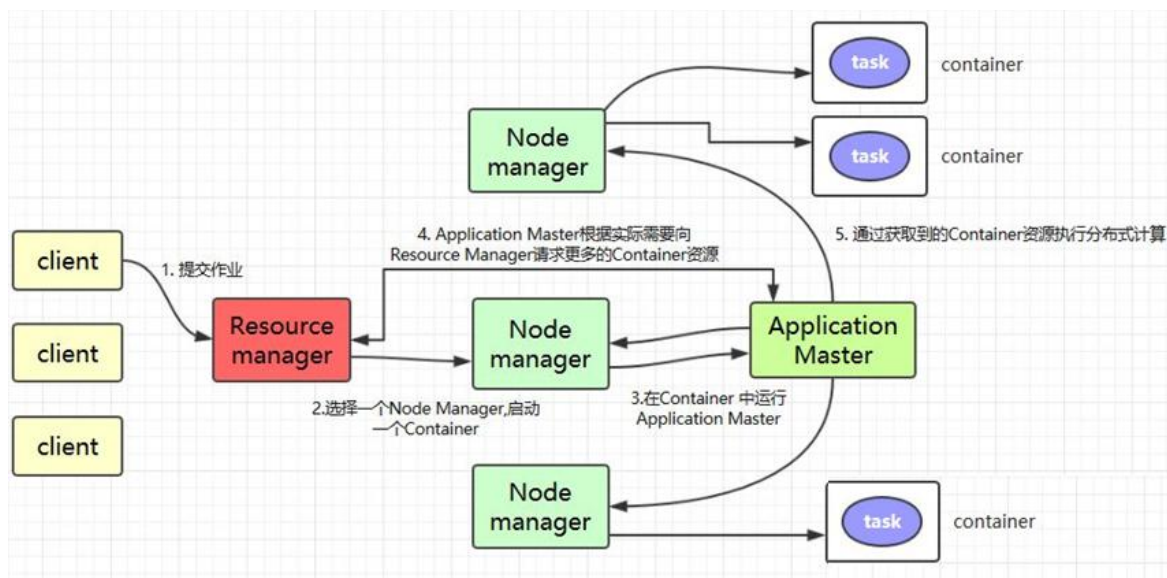 task
container
Node
manager
task
container
4. Application Master根据实际需要向
Resource Manager请求更多的Container资源
5. 通过获取到的Container资源执行分布式计算
client
1. 提交作业
Resource
manager
Node
manager
Application
Master
client
2.选择一个Node Manager,启动
一个Container
3.在Container 中运行
Application Master
client
Node
manager
task
container